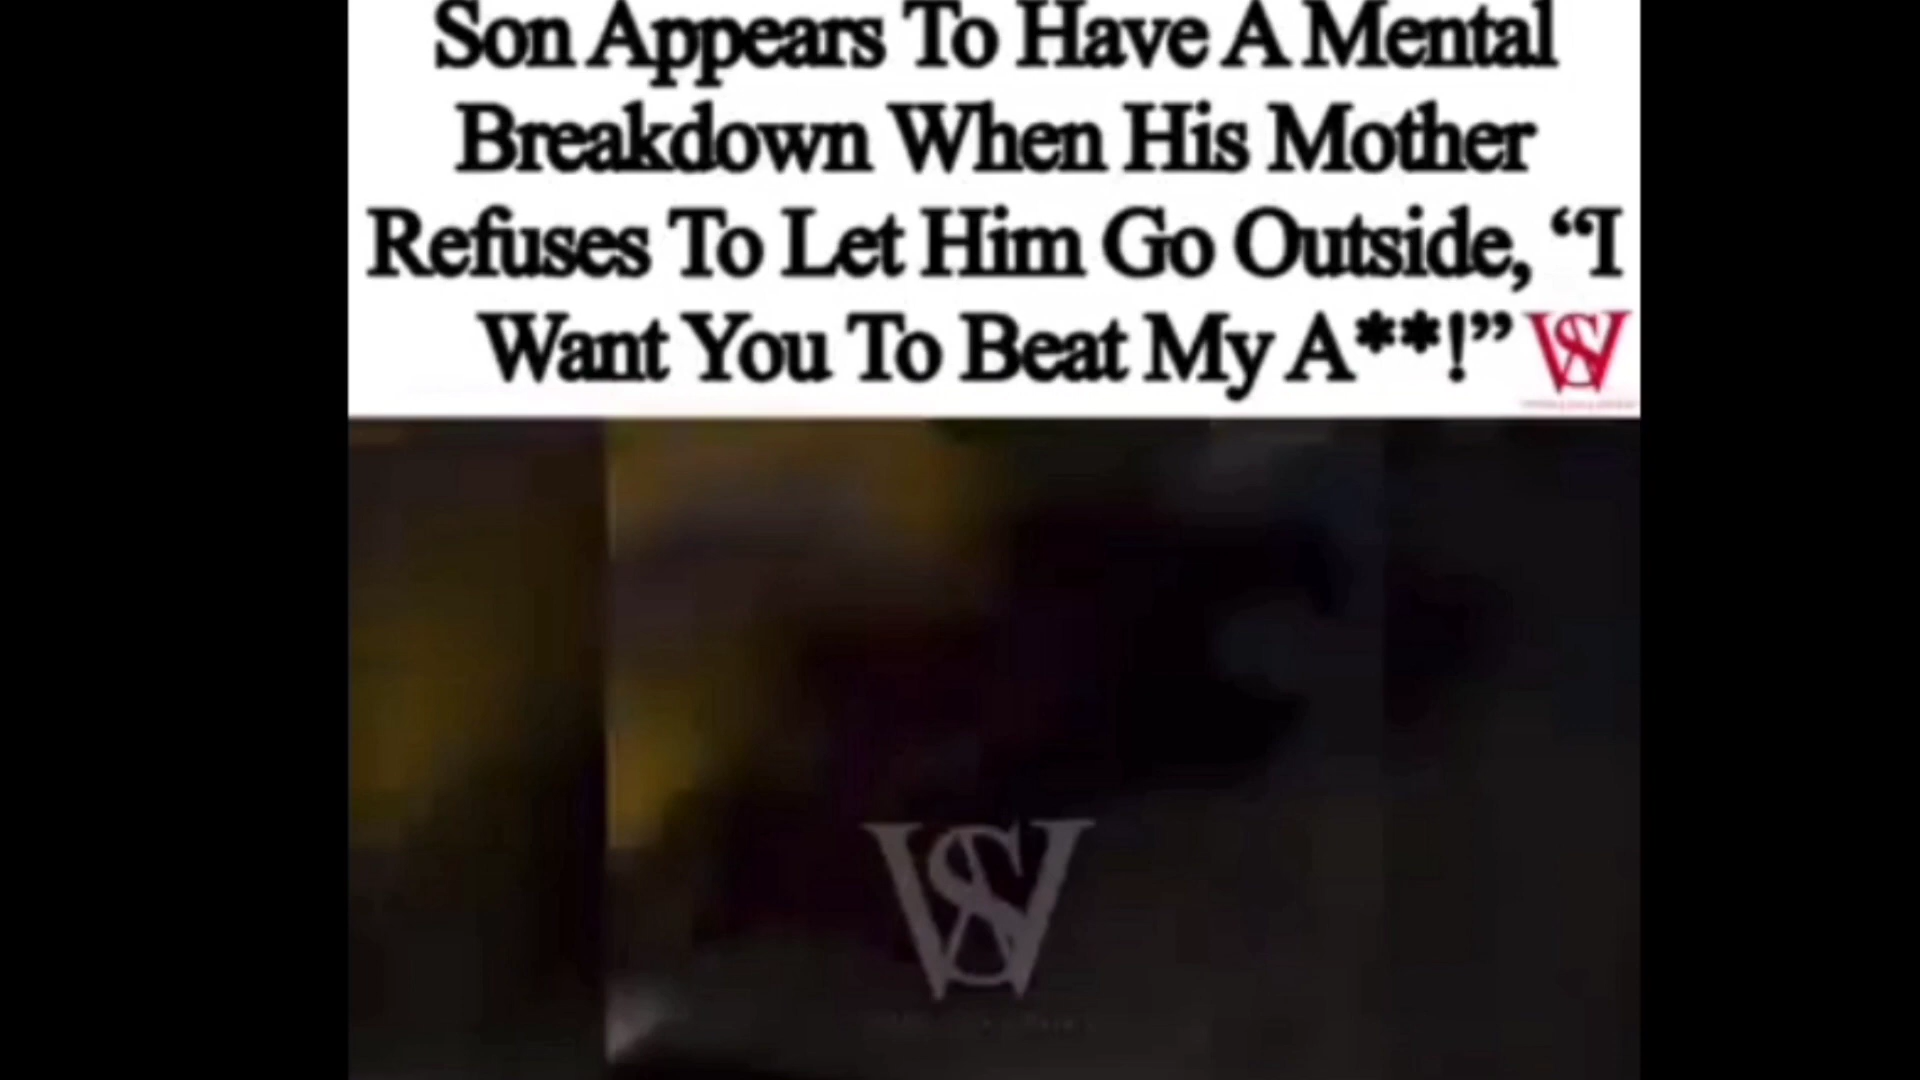 Son Appears To Have A Mental
Breakdown When His Mother
Refuses To Let Him Go Outside, “I
Want You To Beat My A**!”